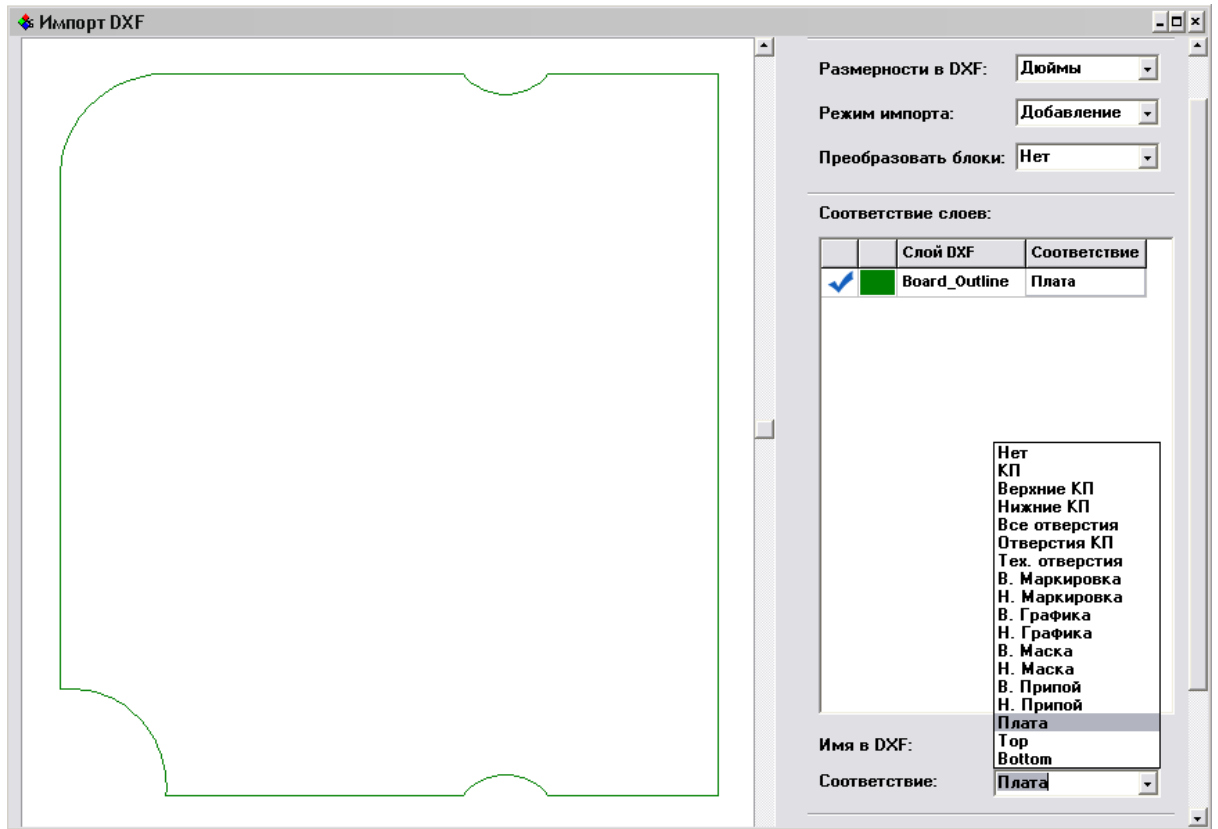 Импорт DXF
Размерности в DXF: Дюймы
Режим импорта: Добавление
Преобразовать блоки: Нет
Соответствие слоев:
Слой DXF Соответствие
Board_Outline Плата
Нет
КП
Верхние КП
Нижние КП
Все отверстия
Отверстия КП
Тех. отверстия
В. Маркировка
Н. Маркировка
В. Графика
Н. Графика
В. Маска
Н. Маска
В. Припой
Н. Припой
Плата
Top
Bottom
Имя в DXF:
Соответствие: Плата